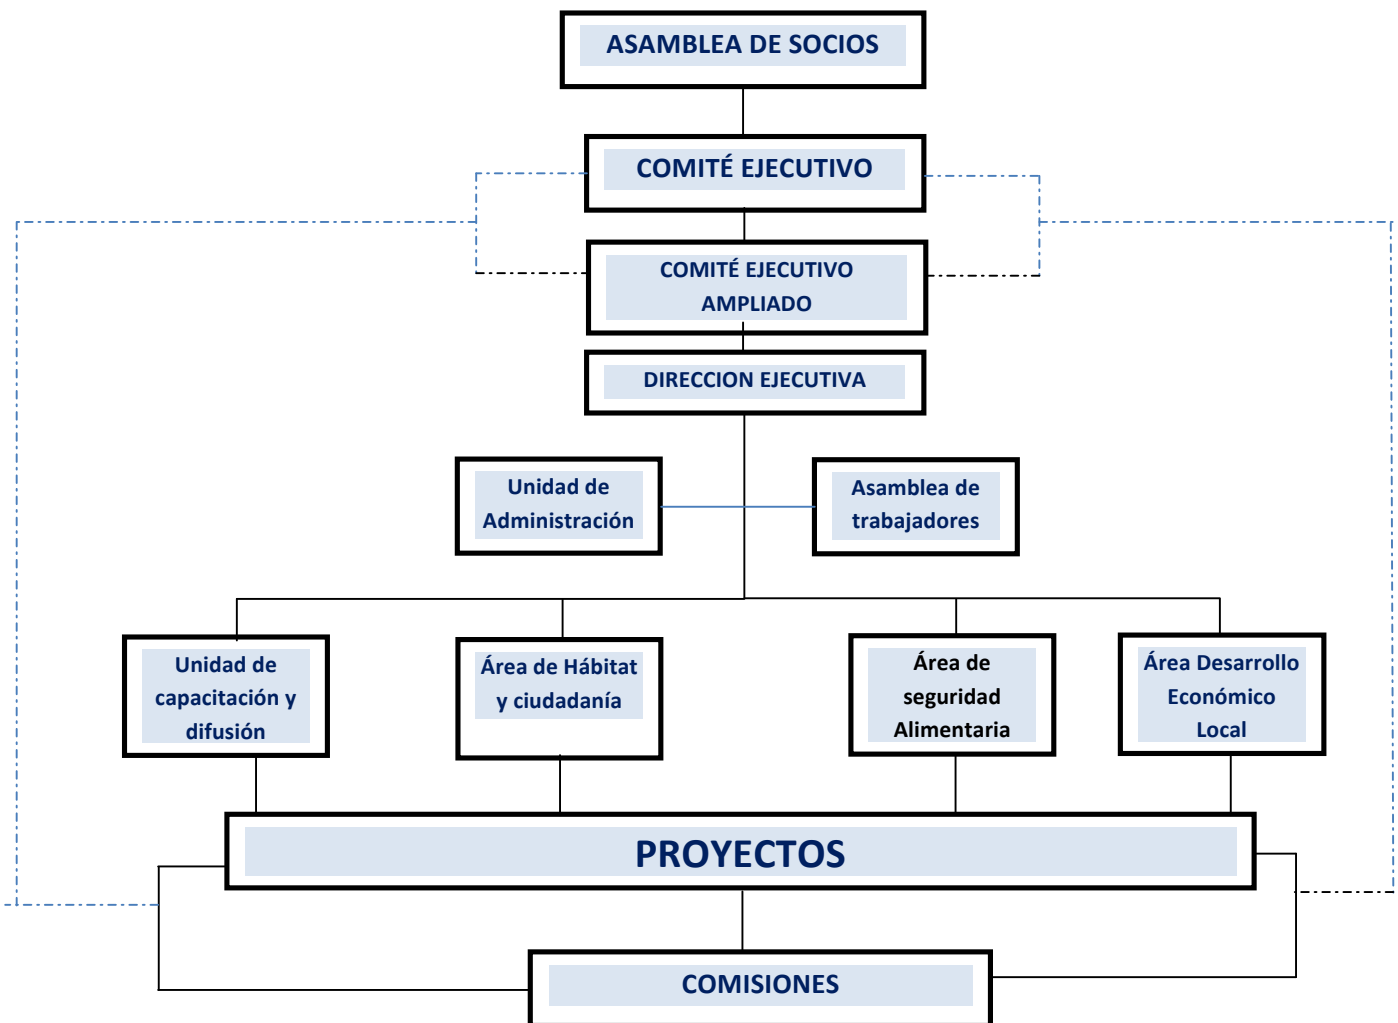 ASAMBLEA DE SOCIOS
COMITÉ EJECUTIVO
COMITÉ EJECUTIVO
AMPLIADO
DIRECCION EJECUTIVA
Unidad de
Administración
Asamblea de
trabajadores
Unidad de
capacitación y
difusión
Área de Hábitat
y ciudadanía
Área de
seguridad
Alimentaria
Área Desarrollo
Económico
Local
PROYECTOS
COMISIONES